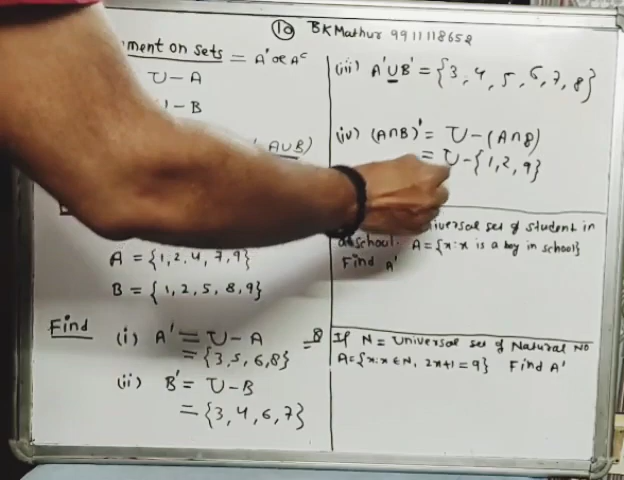 10 BK Mathur 9911118652
ment on sets = A' or Aᶜ
U - A
- B
A∪B)
A = {1, 2, 4, 7, 9}
B = {1, 2, 5, 8, 9}
Find (i) A' = U - A
= {3, 5, 6, 8}
(ii) B' = U - B
= {3, 4, 6, 7}
(iii) A'∪B' = {3, 4, 5, 6, 7, 8}
(iv) (A∩B)' = U - (A∩B)
= U - {1, 2, 9}
iversal set of student in
school. A = {x : x is a boy in school}
Find A'
If N = Universal set of Natural No
A = {x : x ∈ N, 2x+1 = 9} Find A'